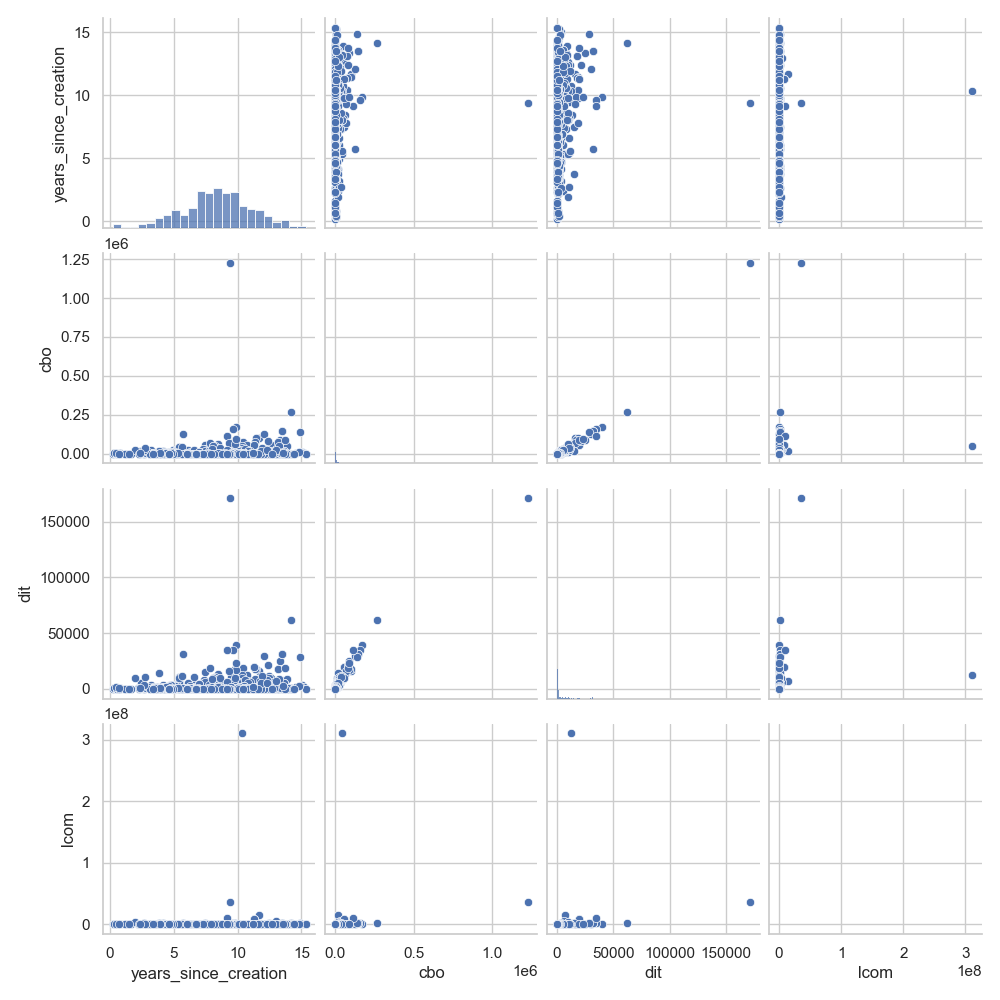 15
10
5
0
years_since_creation
1e6
1.25
1.00
0.75
0.50
0.25
0.00
cbo
150000
100000
50000
0
dit
1e8
3
2
1
0
lcom
0 5 10 15
0.0 0.5 1.0
0 50000 100000 150000
0 1 2 3
1e6
1e8
years_since_creation
cbo
dit
lcom